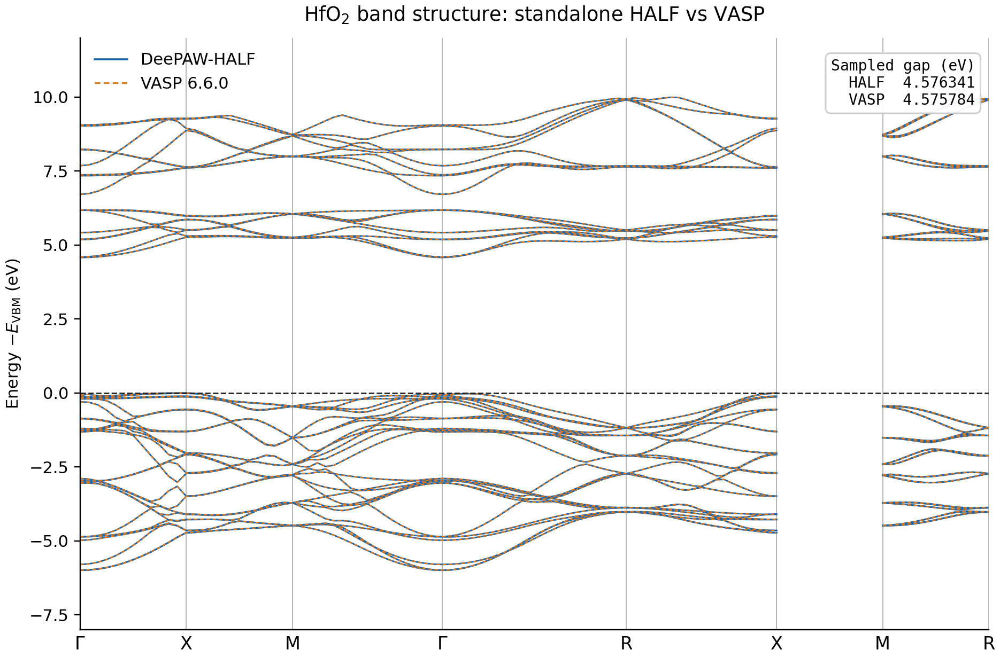 HfO₂ band structure: standalone HALF vs VASP
DeePAW-HALF
VASP 6.6.0
Sampled gap (eV)
HALF 4.576341
VASP 4.575784
Energy −E_VBM (eV)
10.0
7.5
5.0
2.5
0.0
−2.5
−5.0
−7.5
Γ X M Γ R X M R